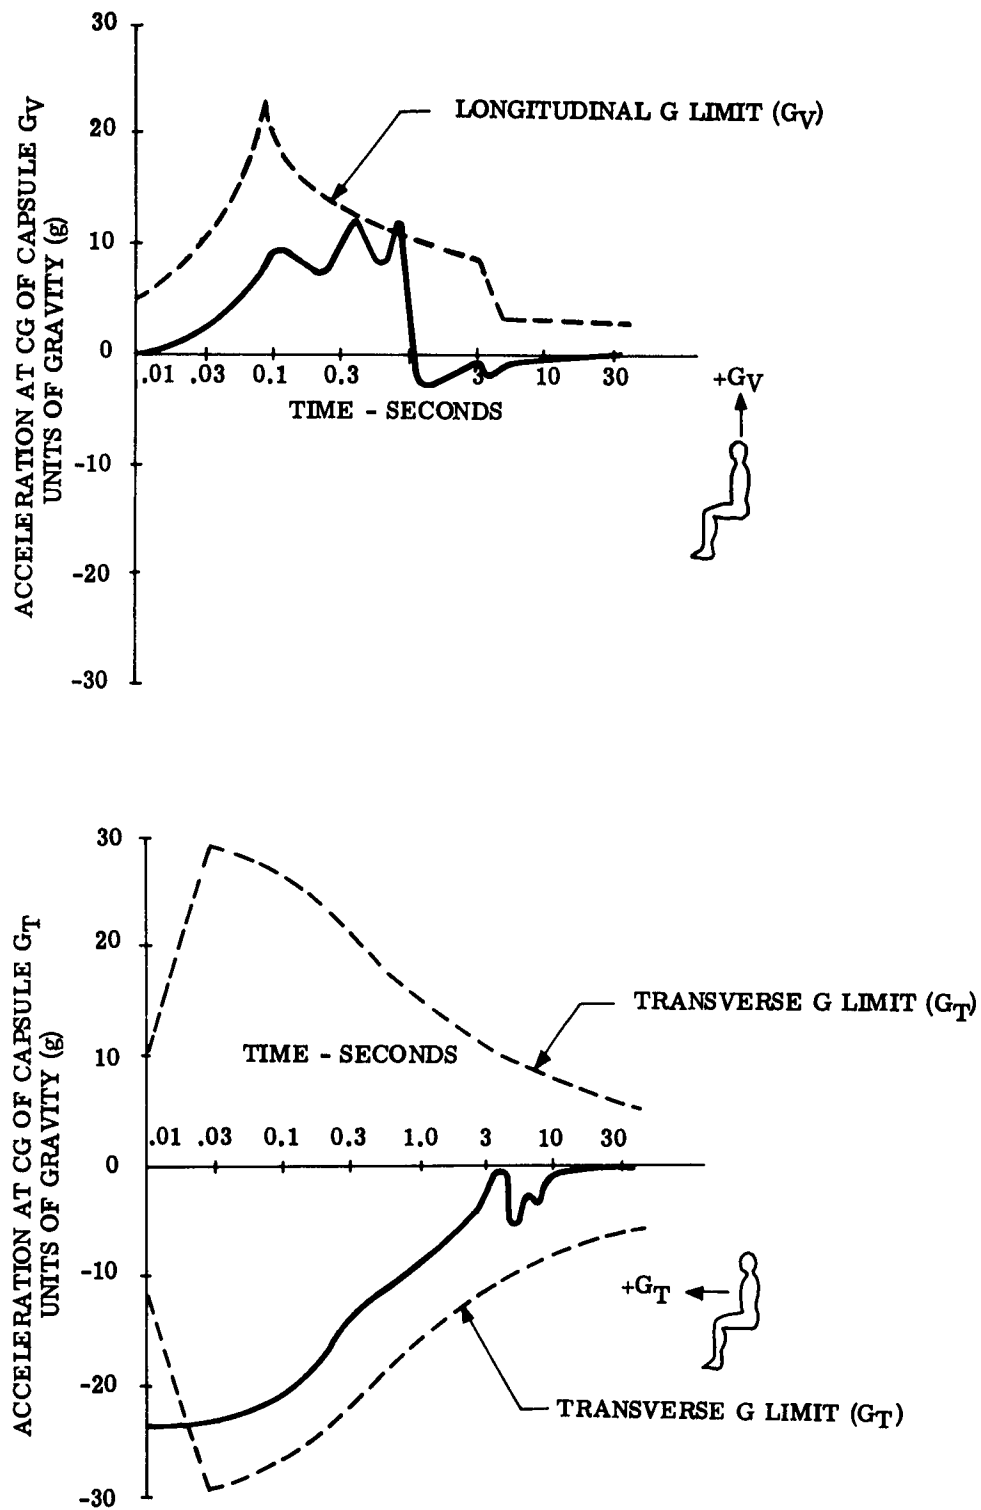 30
20
10
0
-10
-20
-30
ACCELERATION AT CG OF CAPSULE GV
UNITS OF GRAVITY (g)
LONGITUDINAL G LIMIT (GV)
.01 .03 0.1 0.3 3 10 30
TIME - SECONDS
+GV
30
20
10
0
-10
-20
-30
ACCELERATION AT CG OF CAPSULE GT
UNITS OF GRAVITY (g)
TRANSVERSE G LIMIT (GT)
TIME - SECONDS
.01 .03 0.1 0.3 1.0 3 10 30
+GT
TRANSVERSE G LIMIT (GT)